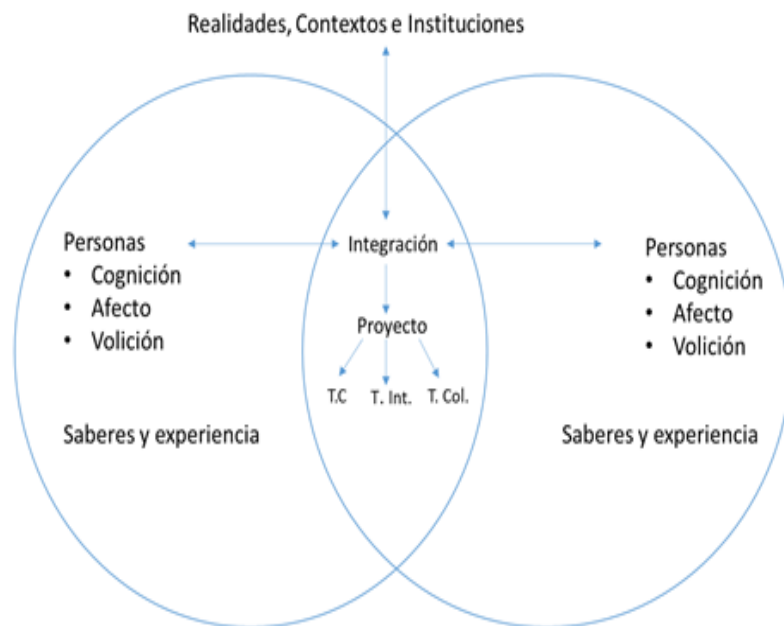 Realidades, Contextos e Instituciones
Personas
• Cognición
• Afecto
• Volición
Saberes y experiencia
Integración
Proyecto
T.C
T. Int.
T. Col.
Personas
• Cognición
• Afecto
• Volición
Saberes y experiencia